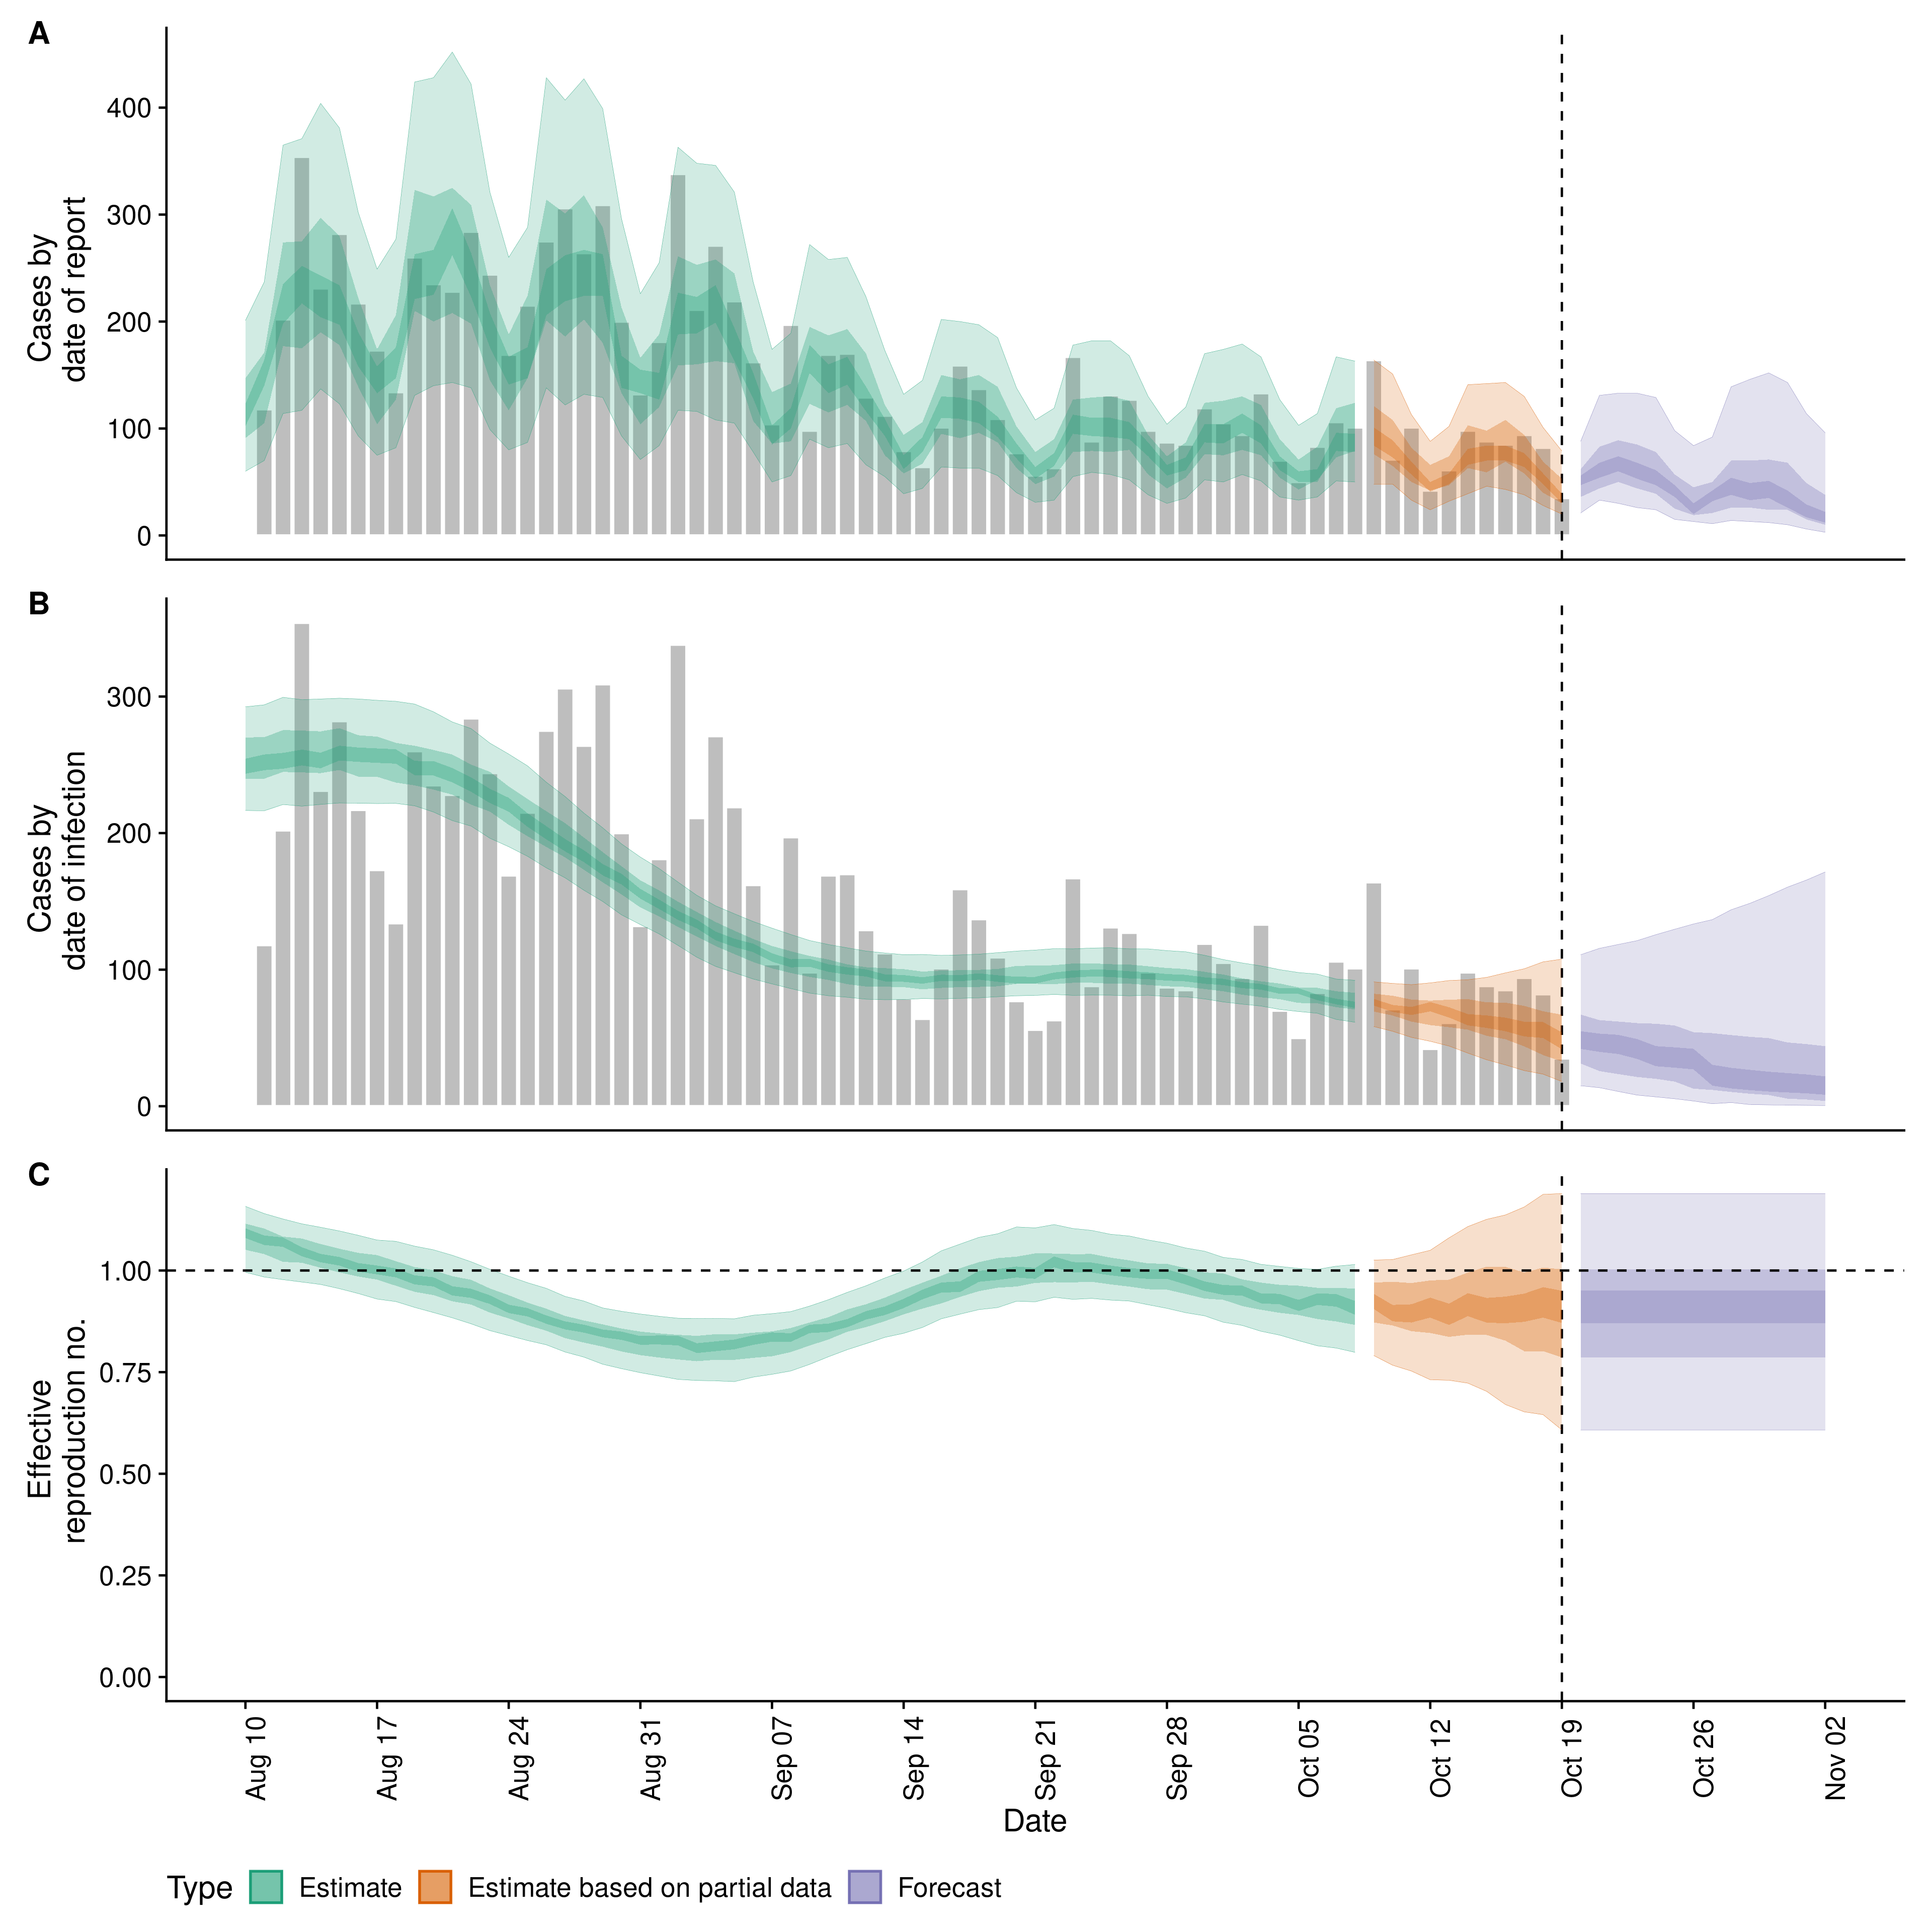 A
Cases by
date of report
400
300
200
100
0
B
Cases by
date of infection
300
200
100
0
C
Effective
reproduction no.
1.00
0.75
0.50
0.25
0.00
Aug 10
Aug 17
Aug 24
Aug 31
Sep 07
Sep 14
Sep 21
Sep 28
Oct 05
Oct 12
Oct 19
Oct 26
Nov 02
Date
Type Estimate Estimate based on partial data Forecast